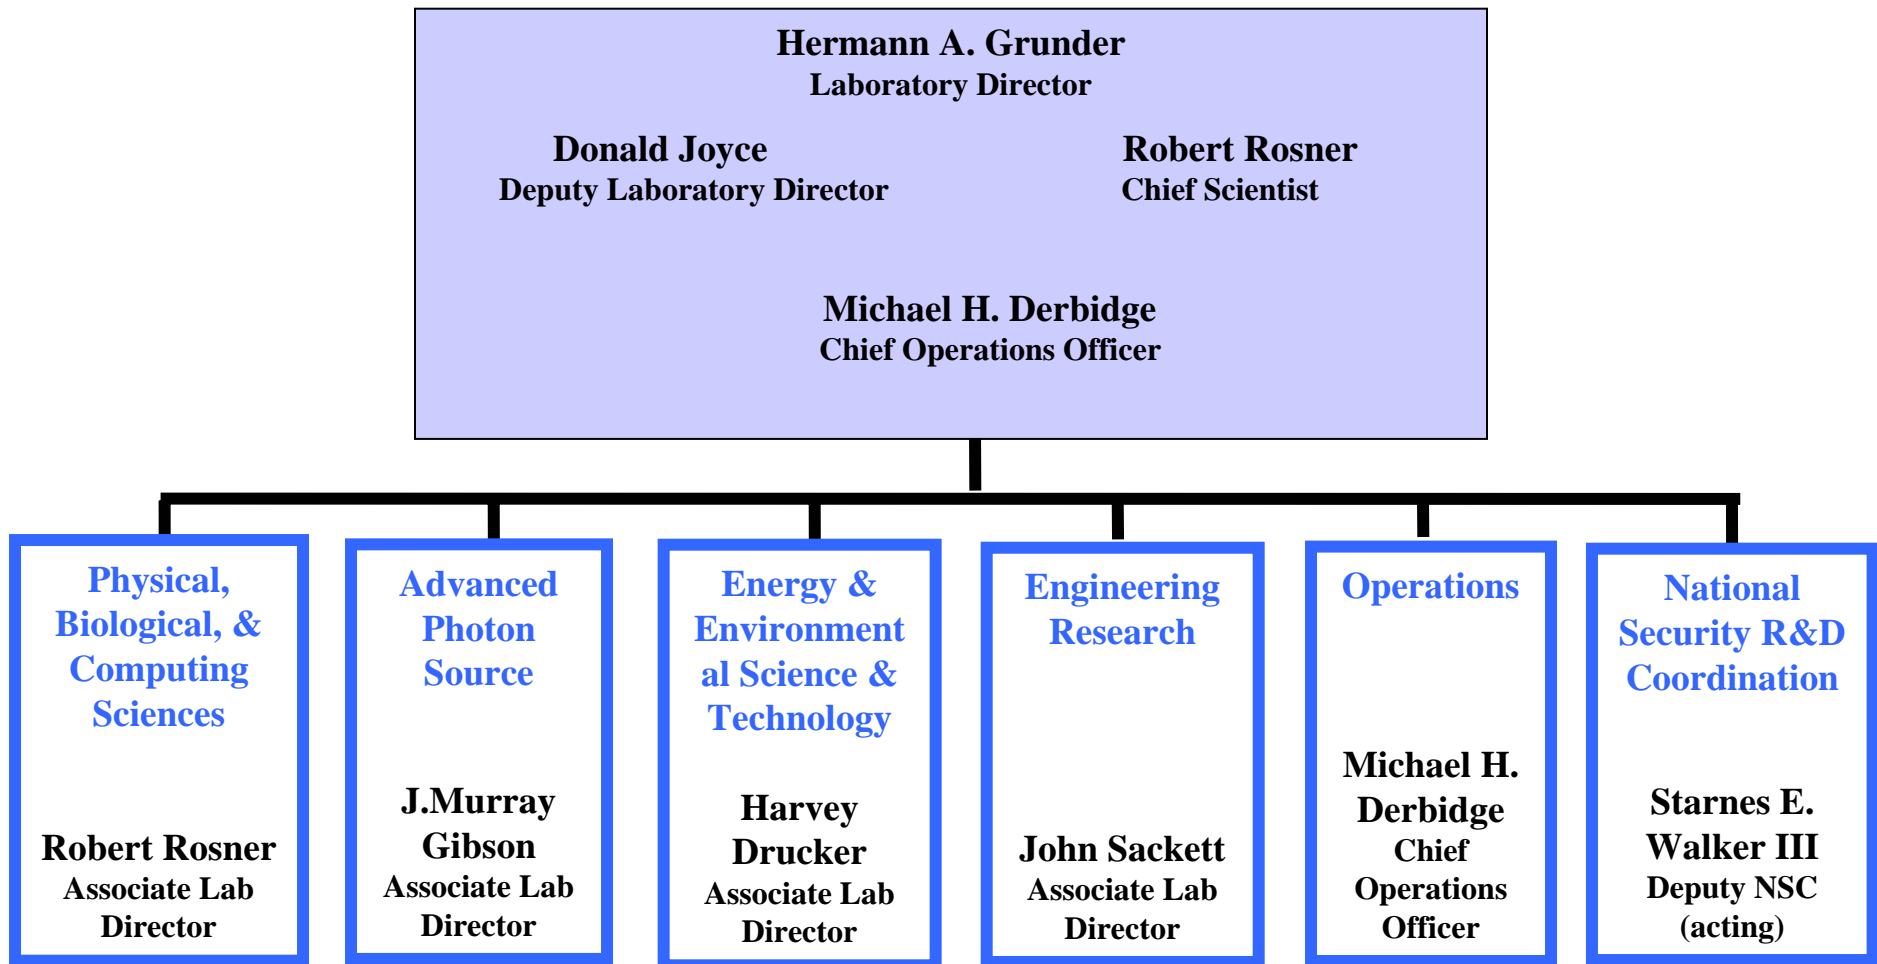 Hermann A. Grunder
Laboratory Director
Donald Joyce
Deputy Laboratory Director
Robert Rosner
Chief Scientist
Michael H. Derbidge
Chief Operations Officer
Physical,
Biological, &
Computing
Sciences
Robert Rosner
Associate Lab
Director
Advanced
Photon
Source
J.Murray
Gibson
Associate Lab
Director
Energy &
Environment
al Science &
Technology
Harvey
Drucker
Associate Lab
Director
Engineering
Research
John Sackett
Associate Lab
Director
Operations
Michael H.
Derbidge
Chief
Operations
Officer
National
Security R&D
Coordination
Starnes E.
Walker III
Deputy NSC
(acting)